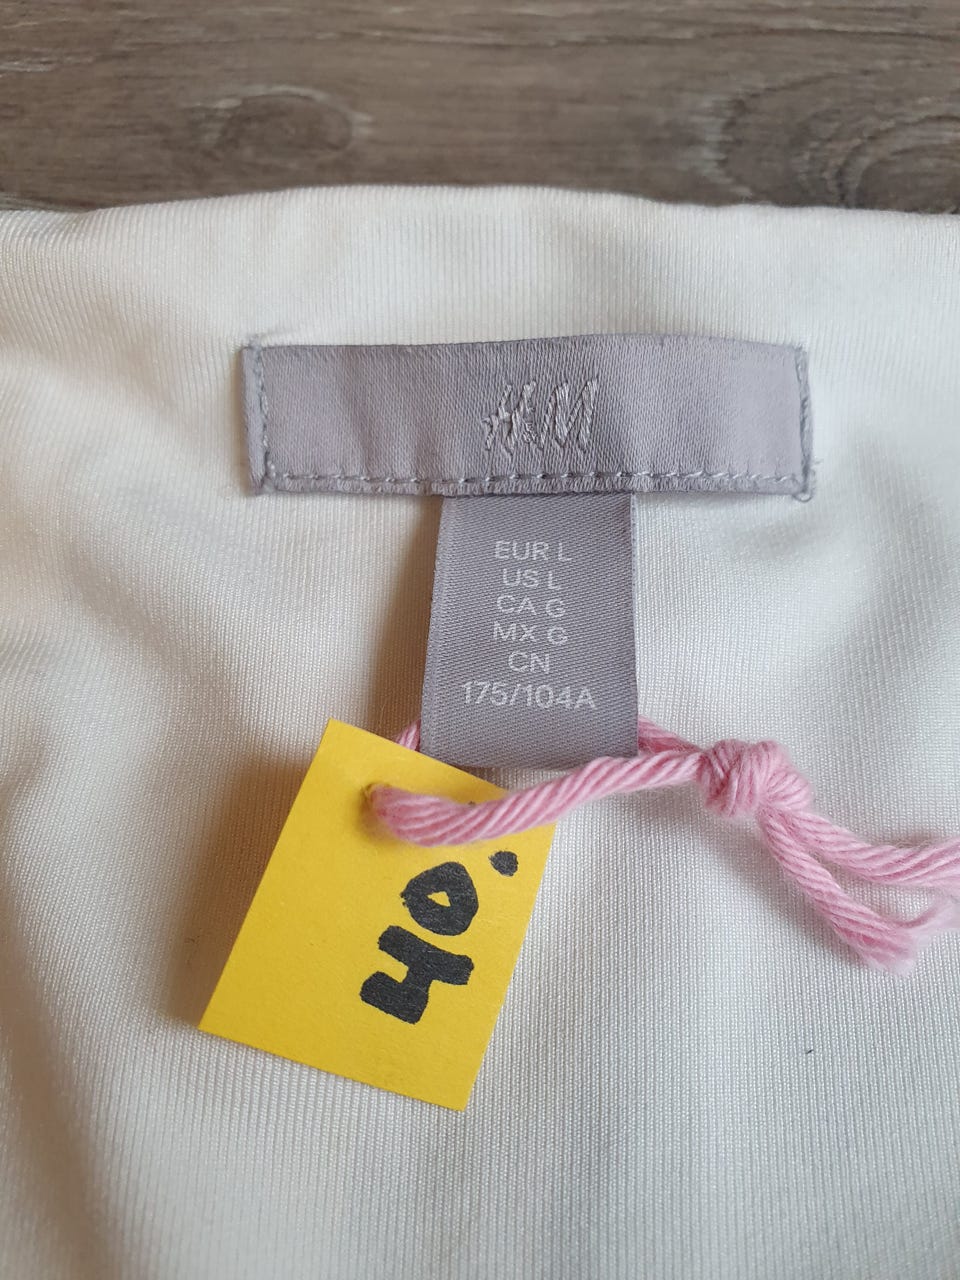 H&M
EUR L
US L
CA G
MX G
CN
175/104A
40.